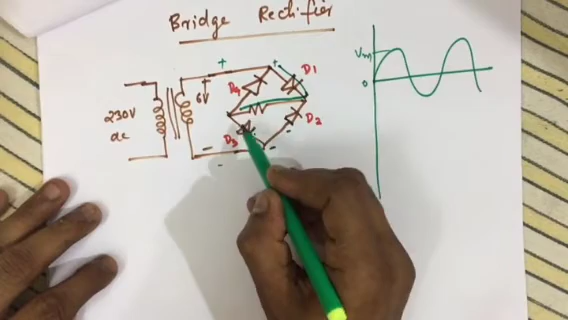 Bridge Rectifier
+ + D1 Vm
D4
6V 0
230V D2
ac
D3 -
- -